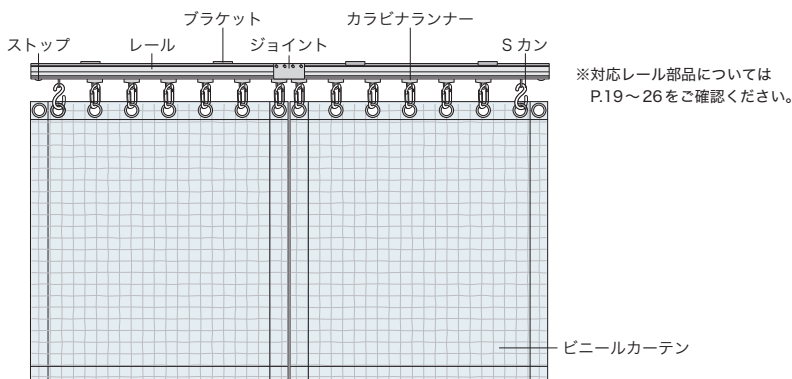 ブラケット
カラビナランナー
ストップ
レール
ジョイント
Sカン
※対応レール部品については
P.19～26をご確認ください。
ビニールカーテン